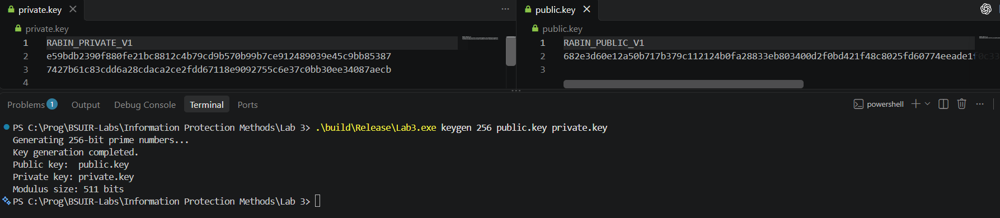 private.key
private.key
1 RABIN_PRIVATE_V1
2 e59bdb2390f880fe21bc8812c4b79cd9b570b99b7ce912489039e45c9bb85387
3 7427b61c83cdd6a28cdaca2ce2fdd67118e9092755c6e37c0bb30ee34087aecb
4
public.key
public.key
1 RABIN_PUBLIC_V1
2 682e3d60e12a50b717b379c112124b0fa28833eb803400d2f0bd421f48c8025fd60774eeade1f0c33
3
Problems 1 Output Debug Console Terminal Ports powershell
PS C:\Prog\BSUIR-Labs\Information Protection Methods\Lab 3> .\build\Release\Lab3.exe keygen 256 public.key private.key
Generating 256-bit prime numbers...
Key generation completed.
Public key:  public.key
Private key: private.key
Modulus size: 511 bits
PS C:\Prog\BSUIR-Labs\Information Protection Methods\Lab 3>